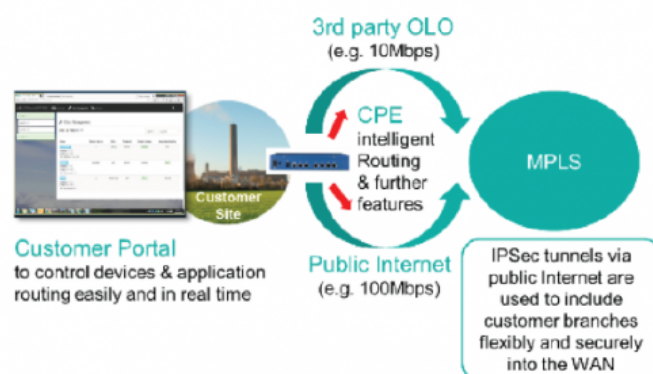 3rd party OLO
(e.g. 10Mbps)
CPE
intelligent
Routing
& further
features
MPLS
Customer
Site
Customer Portal
to control devices & application
routing easily and in real time
Public Internet
(e.g. 100Mbps)
IPSec tunnels via
public Internet are
used to include
customer branches
flexibly and securely
into the WAN